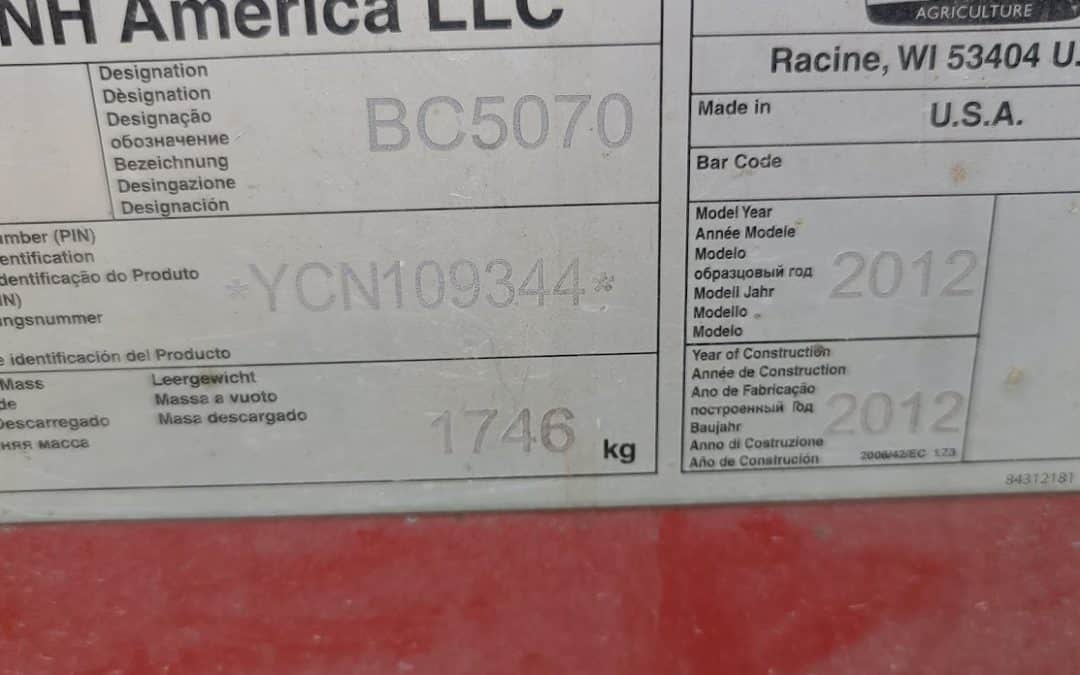 NH America LLC
Designation
Dèsignation
Designação
обозначение
Bezeichnung
Desingazione
Designación
BC5070
umber (PIN)
entification
dentificação do Produto
IN)
ungsnummer
e identificación del Producto
*YCN109344*
Mass
de
Descarregado
нняя масса
Leergewicht
Massa a vuoto
Masa descargado
1746 kg
AGRICULTURE
Racine, WI 53404 U.
Made in U.S.A.
Bar Code
Model Year
Année Modele
Modelo
образцовый год
Modell Jahr
Modello
Modelo
2012
Year of Construction
Année de Construction
Ano de Fabricação
построенный Год
Baujahr
Anno di Costruzione
Año de Construción
2012
2006/42/EC 1.7.3
84312181